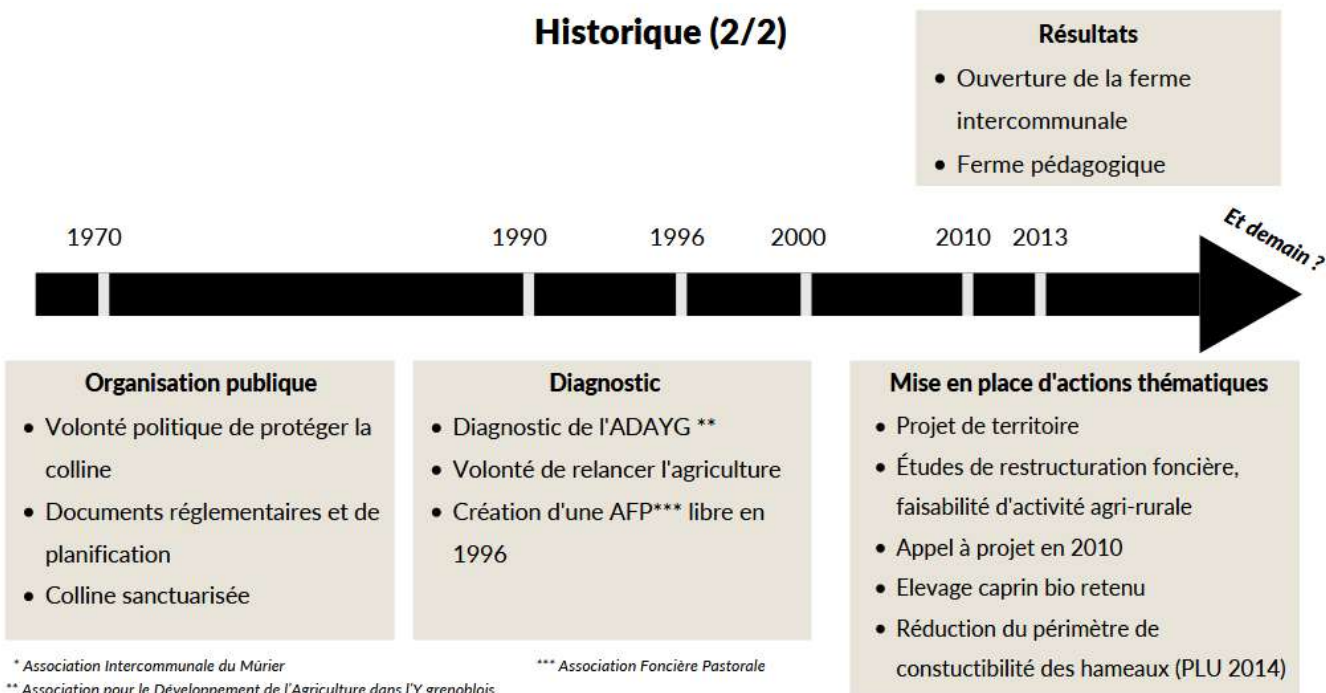 Historique (2/2)
Résultats
• Ouverture de la ferme
intercommunale
• Ferme pédagogique
1970 1990 1996 2000 2010 2013
Et demain ?
Organisation publique
• Volonté politique de protéger la
colline
• Documents réglementaires et de
planification
• Colline sanctuarisée
Diagnostic
• Diagnostic de l'ADAYG **
• Volonté de relancer l'agriculture
• Création d'une AFP*** libre en
1996
Mise en place d'actions thématiques
• Projet de territoire
• Études de restructuration foncière,
faisabilité d'activité agri-rurale
• Appel à projet en 2010
• Elevage caprin bio retenu
• Réduction du périmètre de
constuctibilité des hameaux (PLU 2014)
* Association Intercommunale du Mûrier
*** Association Foncière Pastorale
** Association pour le Développement de l'Agriculture dans l'Y grenoblois